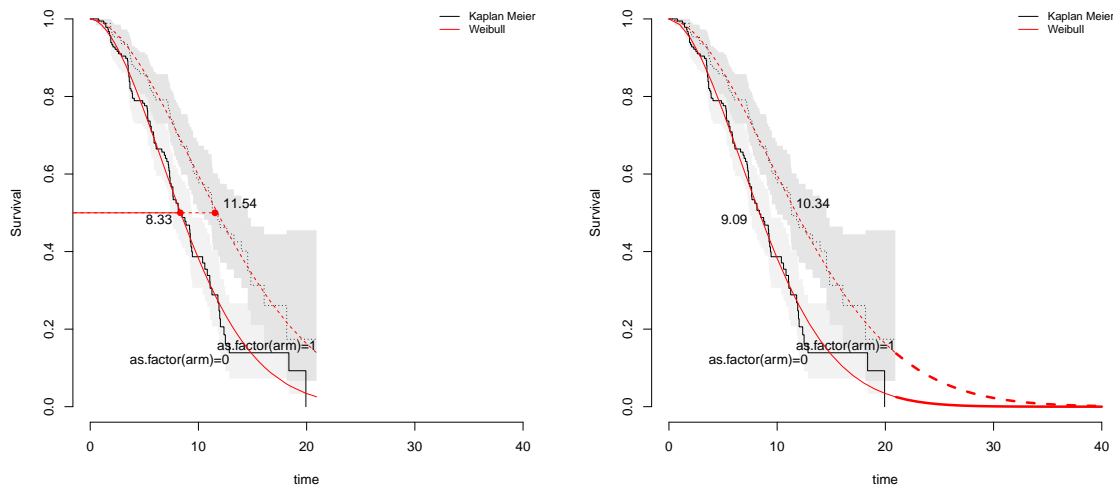 Kaplan Meier
Weibull
1.0
0.8
0.6
0.4
0.2
0.0
Survival
11.54
8.33
as.factor(arm)=1
as.factor(arm)=0
0
10
20
30
40
time
Kaplan Meier
Weibull
1.0
0.8
0.6
0.4
0.2
0.0
Survival
10.34
9.09
as.factor(arm)=1
as.factor(arm)=0
0
10
20
30
40
time